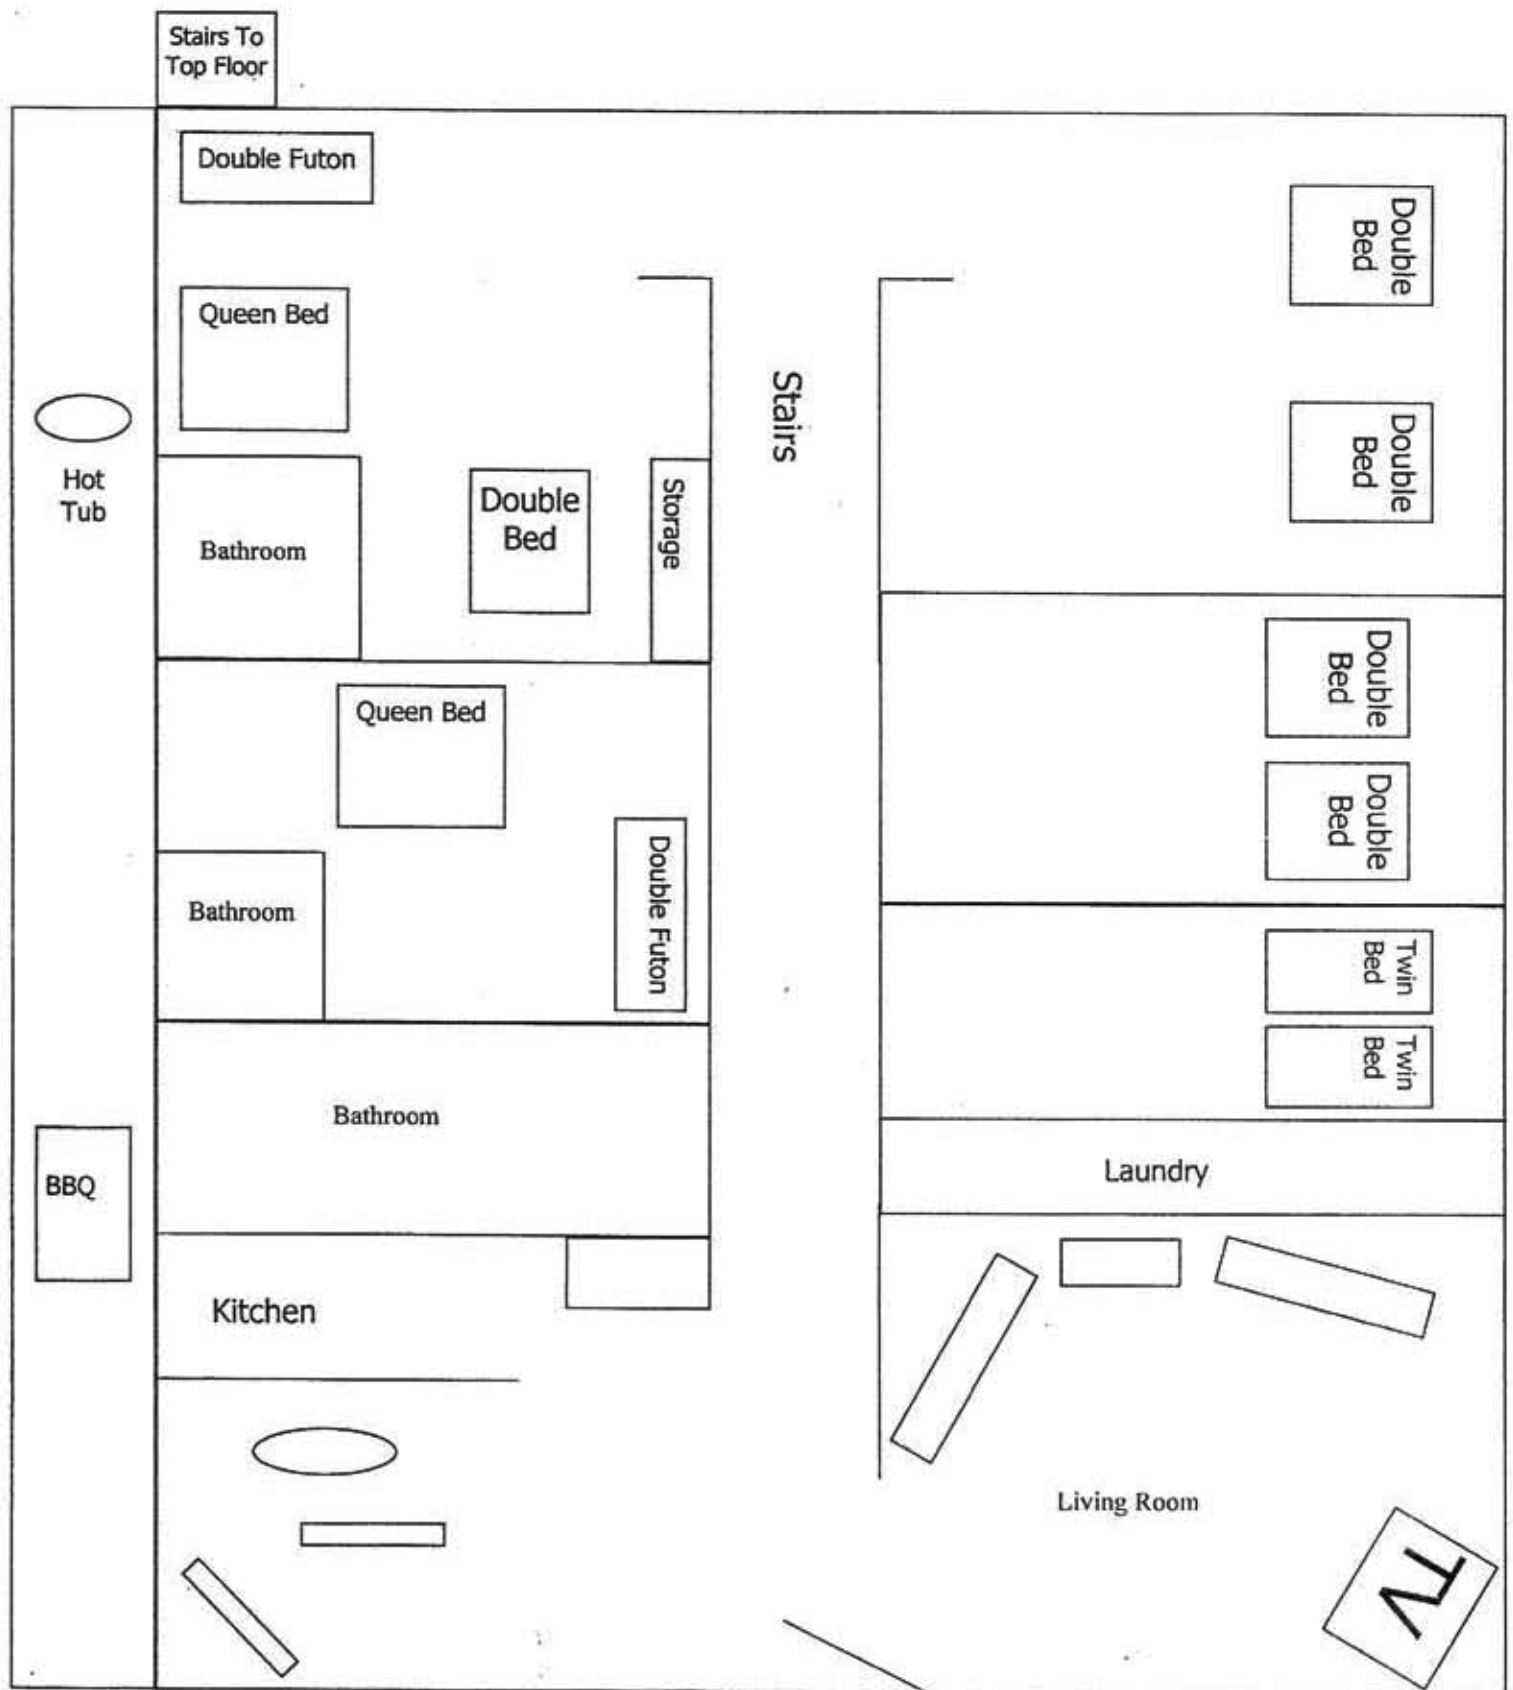 Stairs To
Top Floor
Double Futon
Queen Bed
Hot
Tub
Bathroom
Double
Bed
Storage
Stairs
Double
Bed
Double
Bed
Queen Bed
Double
Bed
Double
Bed
Bathroom
Double Futon
Twin
Bed
Twin
Bed
Bathroom
BBQ
Laundry
Kitchen
Living Room
TV